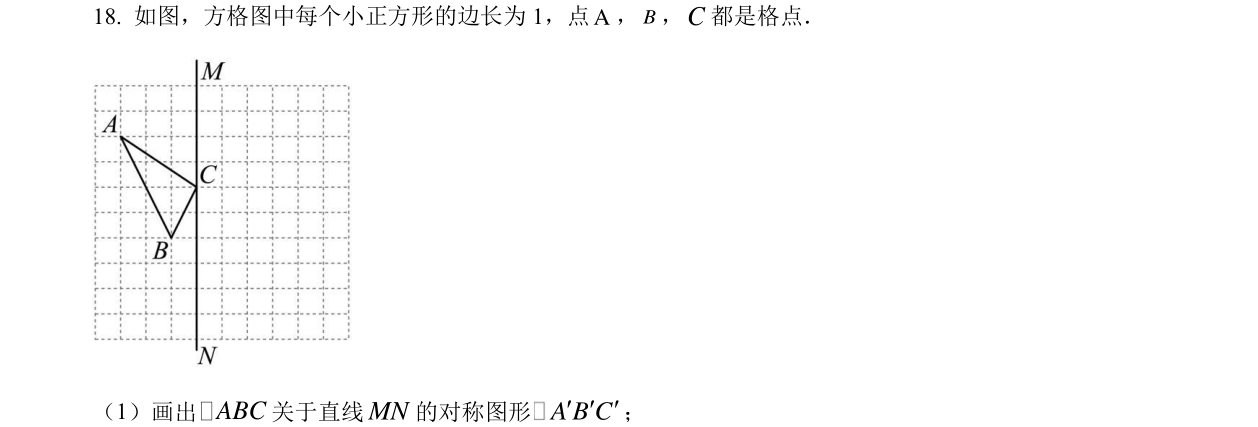 18. 如图，方格图中每个小正方形的边长为 1，点 A ， B ， C 都是格点．
M
A
C
B
N
（1）画出□ABC 关于直线 MN 的对称图形□ A′B′C′；